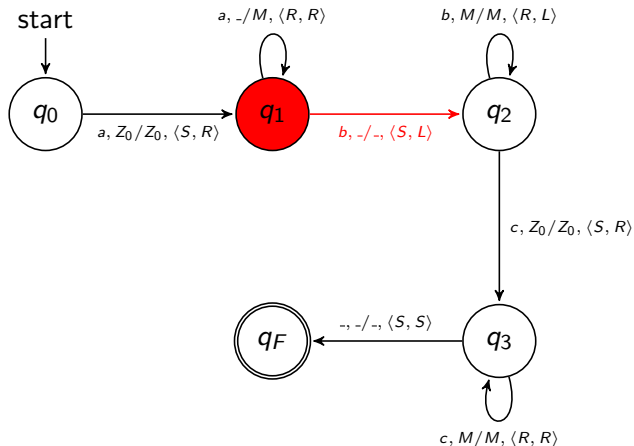 start
a, _/M, ⟨R, R⟩
b, M/M, ⟨R, L⟩
q0
q1
q2
a, Z0/Z0, ⟨S, R⟩
b, _/_, ⟨S, L⟩
c, Z0/Z0, ⟨S, R⟩
_, _/_, ⟨S, S⟩
qF
q3
c, M/M, ⟨R, R⟩